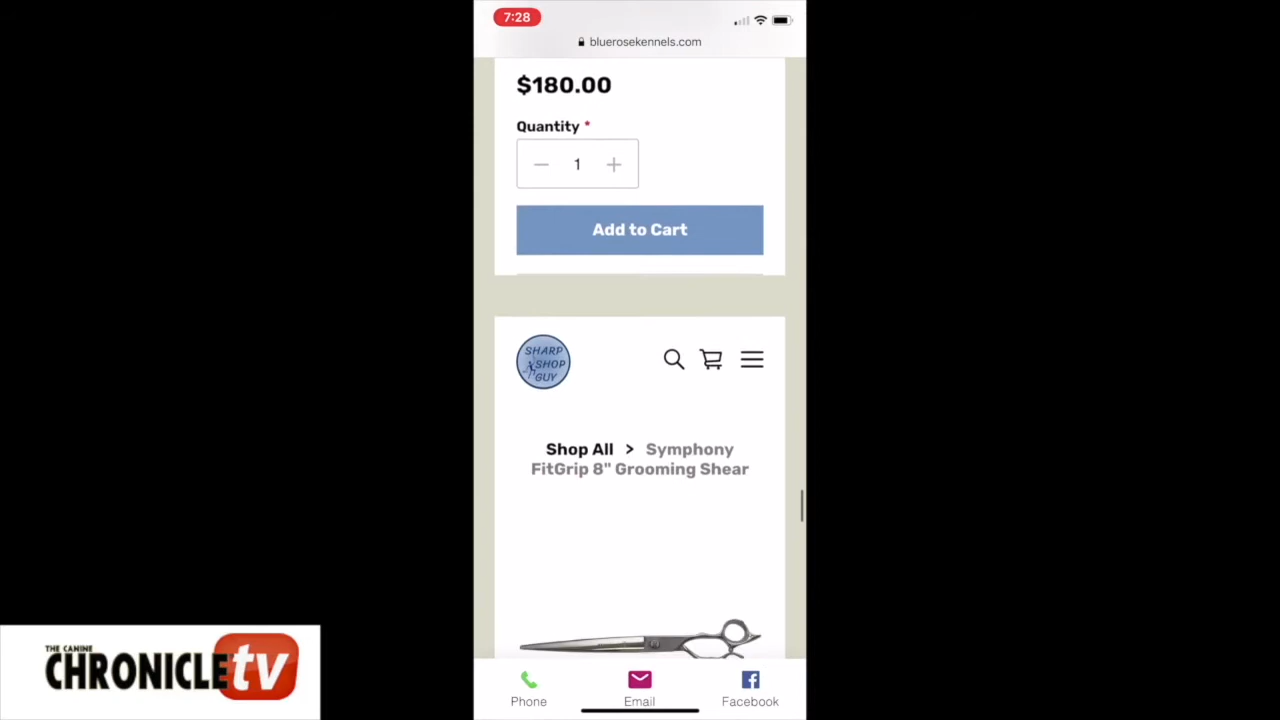 7:28
bluerosekennels.com
$180.00
Quantity *
1
Add to Cart
SHARP
SHOP
GUY
Shop All > Symphony
FitGrip 8" Grooming Shear
Phone
Email
Facebook
THE CANINE
CHRONICLE tv